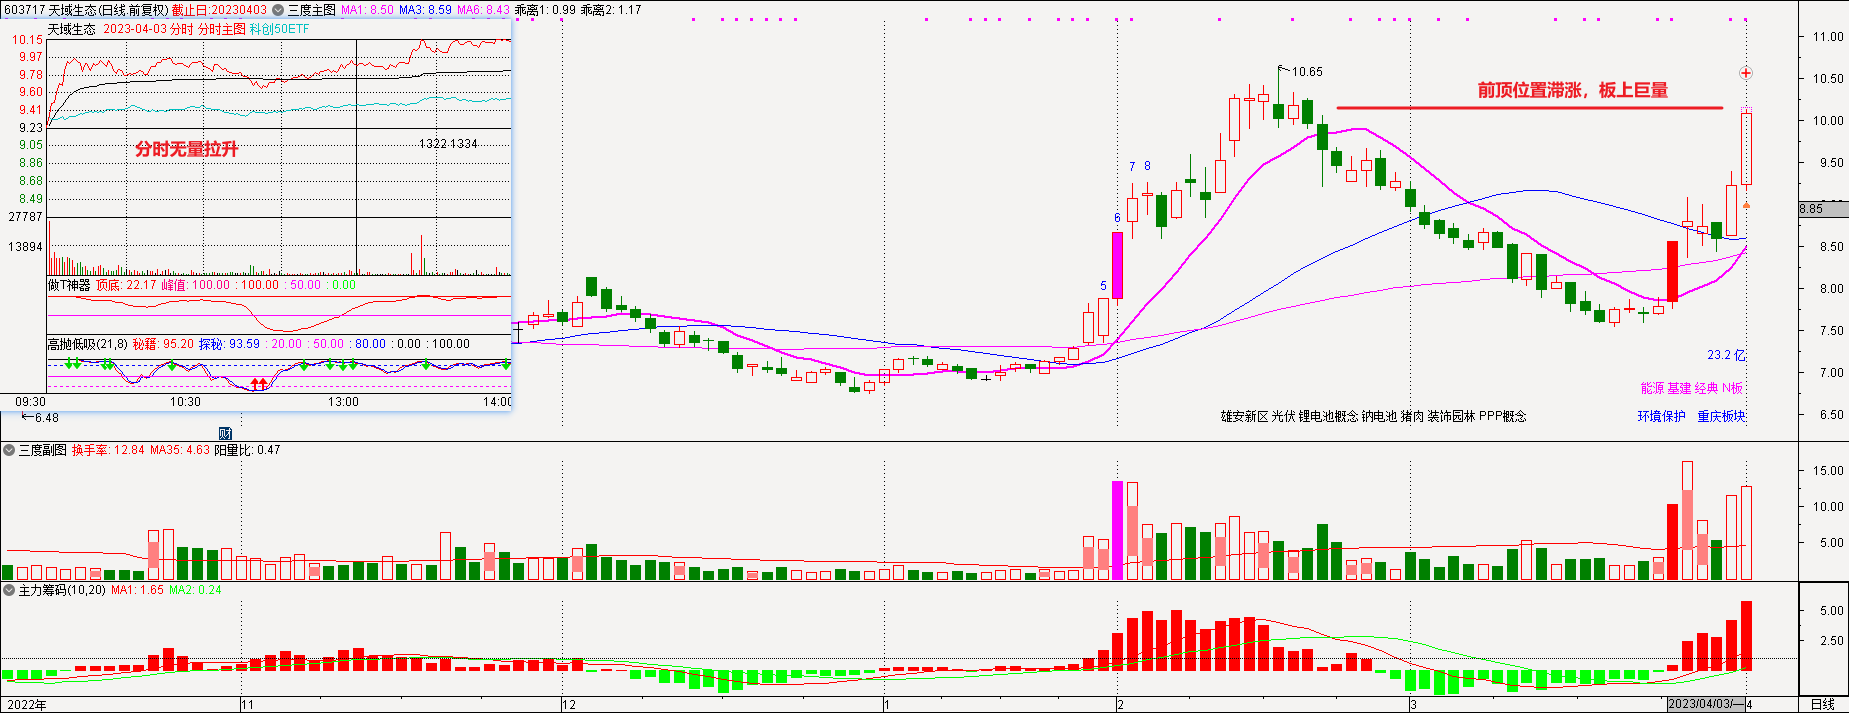 603717 天域生态(日线.前复权) 截止日:20230403 三度主图 MA1: 8.50 MA3: 8.59 MA6: 8.43 乖离1: 0.99 乖离2: 1.17
天域生态 2023-04-03 分时 分时主图 科创50ETF
10.15
9.97
9.78
9.60
9.41
9.23
9.05
8.86
8.68
8.49
27787
13894
分时无量拉升
1322 1334
做T神器 顶底: 22.17 峰值: 100.00 : 100.00 : 50.00 : 0.00
高抛低吸(21,8) 秘籍: 95.20 探秘: 93.59 : 20.00 : 50.00 : 80.00 : 0.00 : 100.00
09:30 10:30 13:00 14:00
←6.48
财
5
6
7 8
10.65
前顶位置滞涨，板上巨量
11.00
10.50
10.00
9.50
8.85
8.50
8.00
7.50
7.00
6.50
23.2 亿
能源 基建 经典 N板
雄安新区 光伏 锂电池概念 钠电池 猪肉 装饰园林 PPP概念
环境保护 重庆板块
三度副图 换手率: 12.84 MA35: 4.63 阳量比: 0.47
15.00
10.00
5.00
主力筹码(10,20) MA1: 1.65 MA2: 0.24
5.00
2.50
2022年 11 12 1 2 3 2023/04/03/一 4 日线